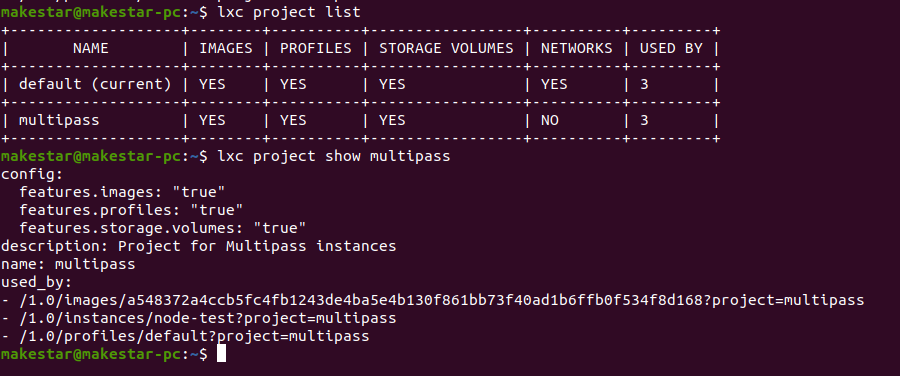 makestar@makestar-pc:~$ lxc project list
+-------------------+--------+----------+-----------------+----------+---------+
|       NAME        | IMAGES | PROFILES | STORAGE VOLUMES | NETWORKS | USED BY |
+-------------------+--------+----------+-----------------+----------+---------+
| default (current) | YES    | YES      | YES             | YES      | 3       |
+-------------------+--------+----------+-----------------+----------+---------+
| multipass         | YES    | YES      | YES             | NO       | 3       |
+-------------------+--------+----------+-----------------+----------+---------+
makestar@makestar-pc:~$ lxc project show multipass
config:
  features.images: "true"
  features.profiles: "true"
  features.storage.volumes: "true"
description: Project for Multipass instances
name: multipass
used_by:
- /1.0/images/a548372a4ccb5fc4fb1243de4ba5e4b130f861bb73f40ad1b6ffb0f534f8d168?project=multipass
- /1.0/instances/node-test?project=multipass
- /1.0/profiles/default?project=multipass
makestar@makestar-pc:~$